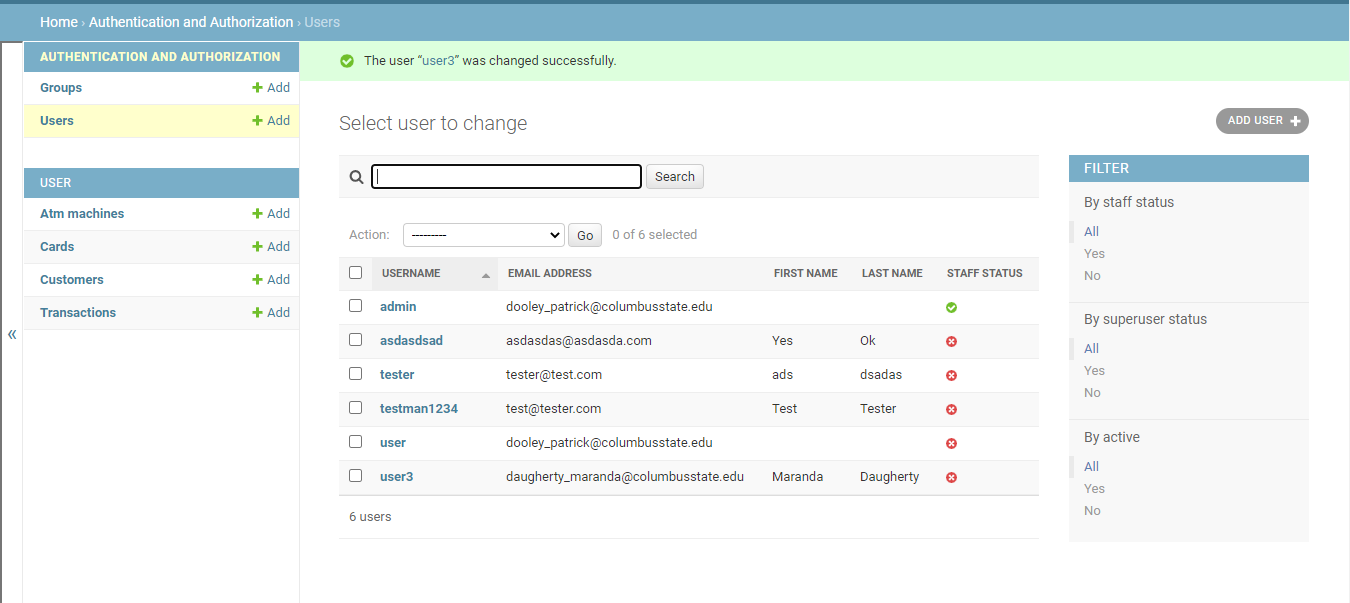 Home › Authentication and Authorization › Users
AUTHENTICATION AND AUTHORIZATION
Groups + Add
Users + Add
USER
Atm machines + Add
Cards + Add
Customers + Add
Transactions + Add
«
The user “user3” was changed successfully.
Select user to change
ADD USER +
Search
Action: --------- Go 0 of 6 selected
USERNAME EMAIL ADDRESS FIRST NAME LAST NAME STAFF STATUS
admin dooley_patrick@columbusstate.edu
asdasdsad asdasdas@asdasda.com Yes Ok
tester tester@test.com ads dsadas
testman1234 test@tester.com Test Tester
user dooley_patrick@columbusstate.edu
user3 daugherty_maranda@columbusstate.edu Maranda Daugherty
6 users
FILTER
By staff status
All
Yes
No
By superuser status
All
Yes
No
By active
All
Yes
No